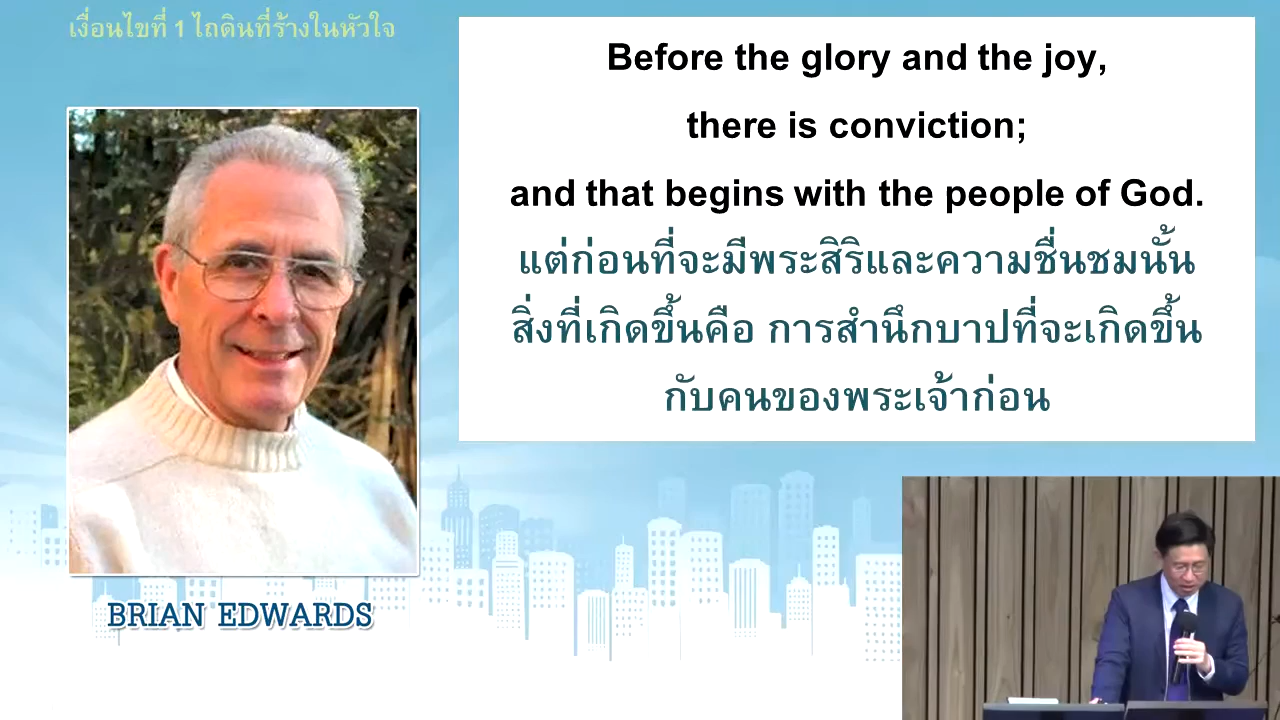 เงื่อนไขที่ 1 ไถดินที่ร้างในหัวใจ
Before the glory and the joy,
there is conviction;
and that begins with the people of God.
แต่ก่อนที่จะมีพระสิริและความชื่นชมนั้น
สิ่งที่เกิดขึ้นคือ การสำนึกบาปที่จะเกิดขึ้น
กับคนของพระเจ้าก่อน
BRIAN EDWARDS